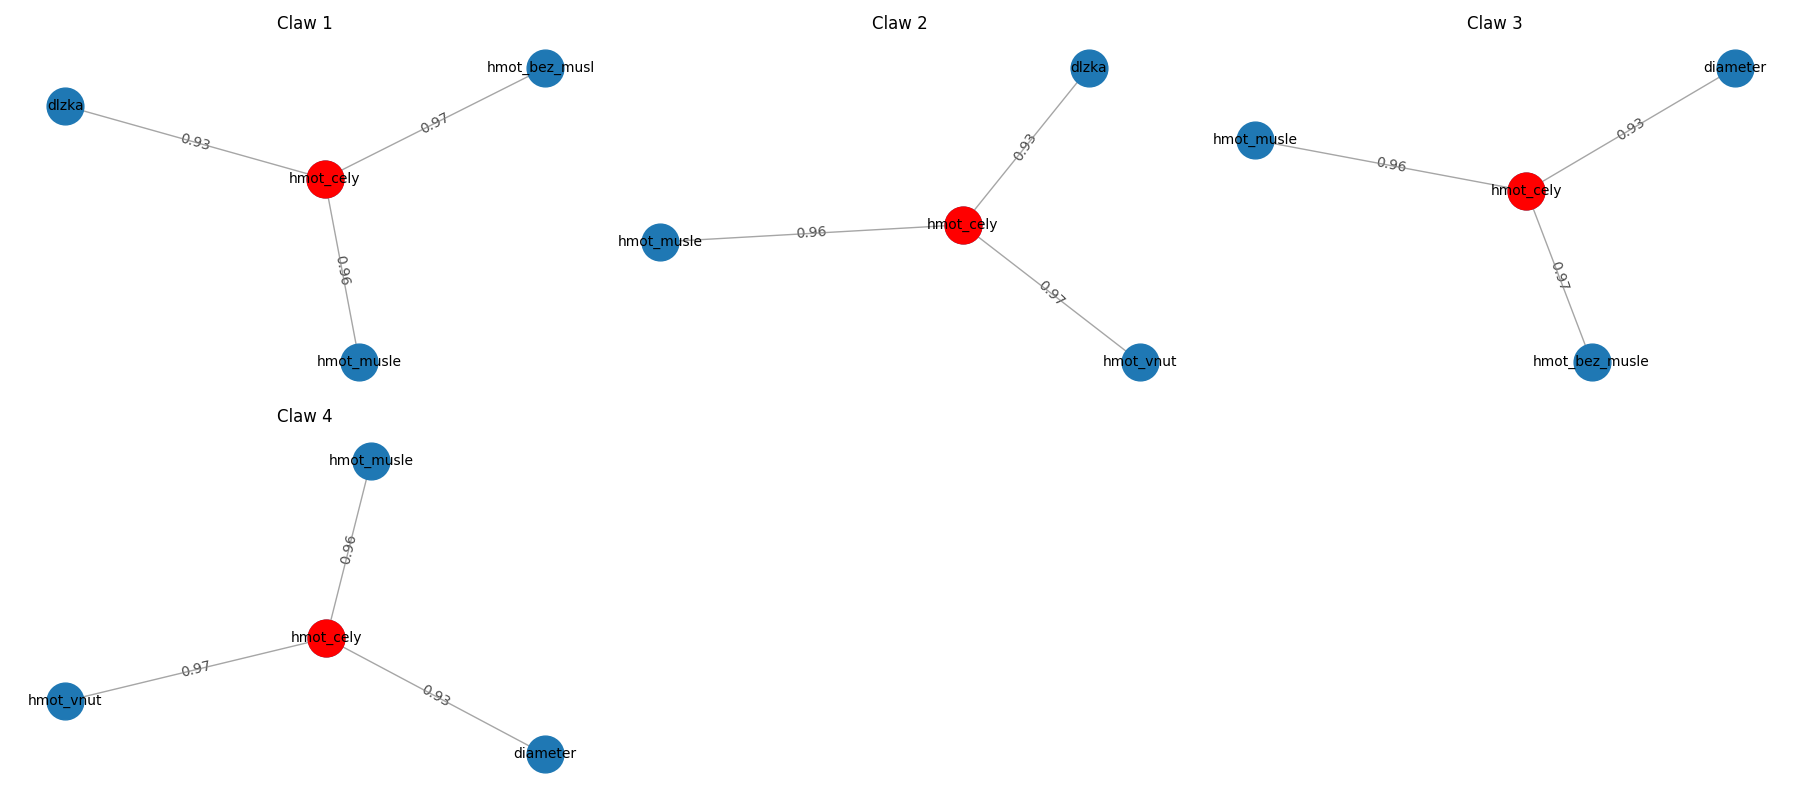 Claw 1
hmot_bez_musl
dlzka
0.97
0.93
hmot_cely
0.96
hmot_musle
Claw 2
dlzka
0.93
hmot_cely
hmot_musle
0.96
0.97
hmot_vnut
Claw 3
diameter
0.93
hmot_musle
0.96
hmot_cely
0.97
hmot_bez_musle
Claw 4
hmot_musle
0.96
hmot_cely
0.97
hmot_vnut
0.93
diameter